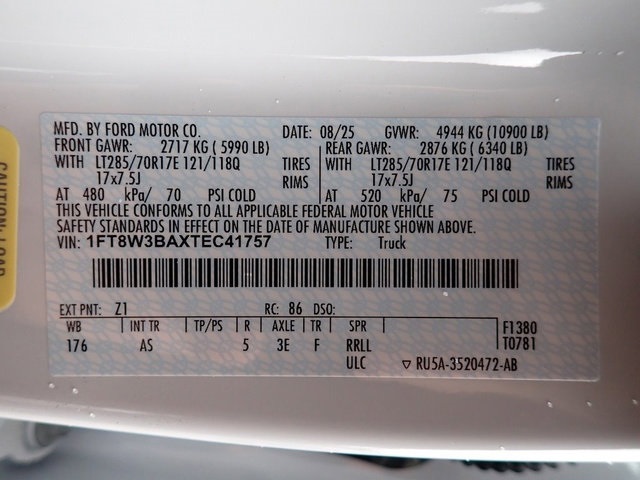 MFD. BY FORD MOTOR CO. DATE: 08/25 GVWR: 4944 KG (10900 LB)
FRONT GAWR: 2717 KG (5990 LB) REAR GAWR: 2876 KG (6340 LB)
WITH LT285/70R17E 121/118Q TIRES WITH LT285/70R17E 121/118Q TIRES
17x7.5J RIMS 17x7.5J RIMS
AT 480 kPa/ 70 PSI COLD AT 520 kPa/ 75 PSI COLD
THIS VEHICLE CONFORMS TO ALL APPLICABLE FEDERAL MOTOR VEHICLE
SAFETY STANDARDS IN EFFECT ON THE DATE OF MANUFACTURE SHOWN ABOVE.
VIN: 1FT8W3BAXTEC41757 TYPE: Truck
EXT PNT: Z1 RC: 86 DSO:
WB INT TR TP/PS R AXLE TR SPR F1380
176 AS 5 3E F RRLL T0781
ULC ▽ RU5A-3520472-AB
CAUTION: LOAD